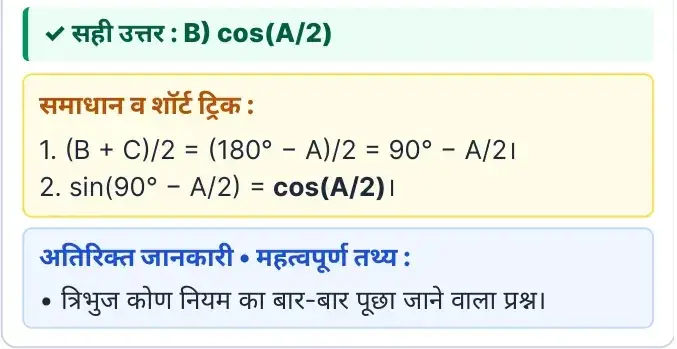 ✓ सही उत्तर : B) cos(A/2)
समाधान व शॉर्ट ट्रिक :
1. (B + C)/2 = (180° − A)/2 = 90° − A/2।
2. sin(90° − A/2) = cos(A/2)।
अतिरिक्त जानकारी • महत्वपूर्ण तथ्य :
• त्रिभुज कोण नियम का बार-बार पूछा जाने वाला प्रश्न।